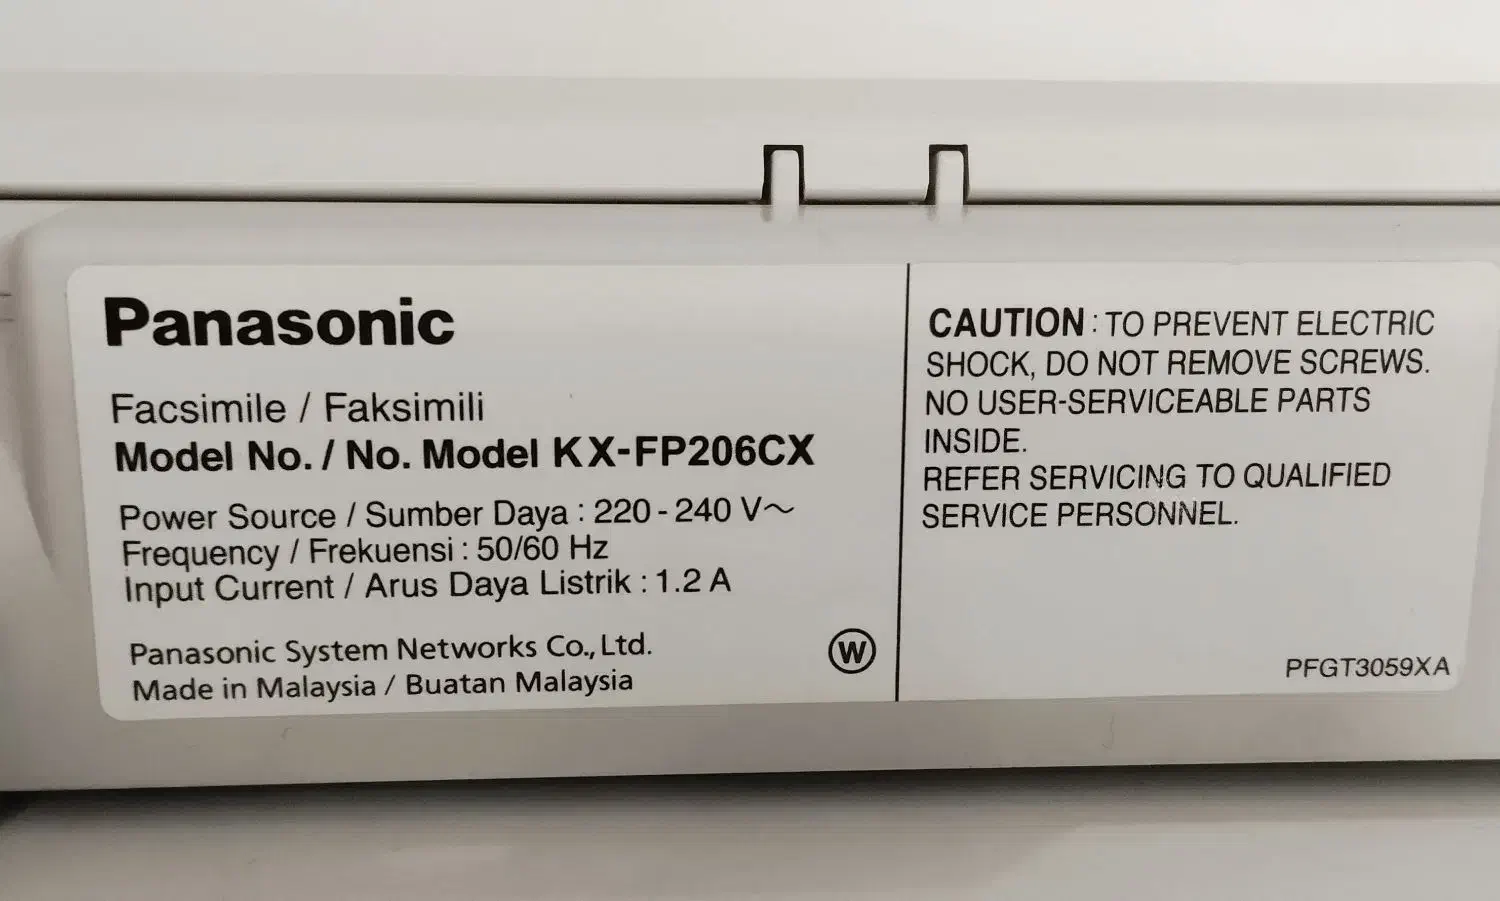 Panasonic
Facsimile / Faksimili
Model No. / No. Model KX-FP206CX
Power Source / Sumber Daya : 220 - 240 V~
Frequency / Frekuensi : 50/60 Hz
Input Current / Arus Daya Listrik : 1.2 A
Panasonic System Networks Co., Ltd.
Made in Malaysia / Buatan Malaysia
W
CAUTION : TO PREVENT ELECTRIC
SHOCK, DO NOT REMOVE SCREWS.
NO USER-SERVICEABLE PARTS
INSIDE.
REFER SERVICING TO QUALIFIED
SERVICE PERSONNEL.
PFGT3059XA